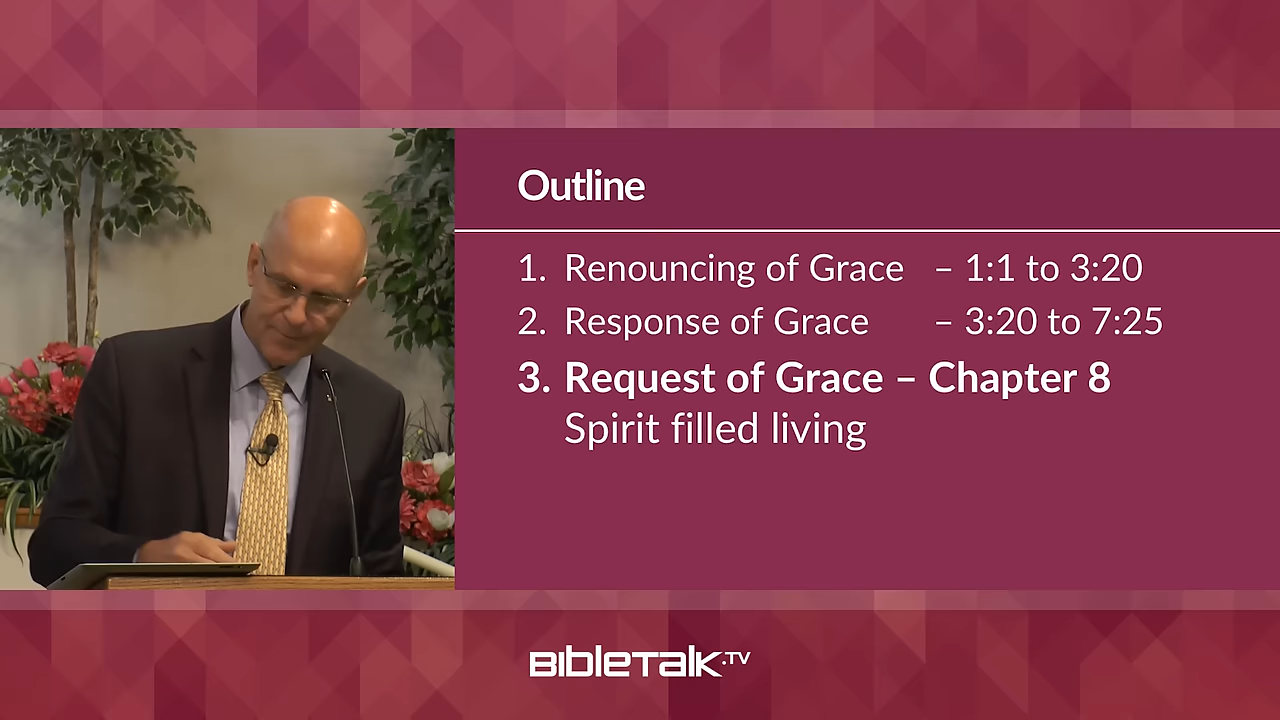 Outline
1. Renouncing of Grace – 1:1 to 3:20
2. Response of Grace – 3:20 to 7:25
3. Request of Grace – Chapter 8
Spirit filled living
BibleTalk.TV